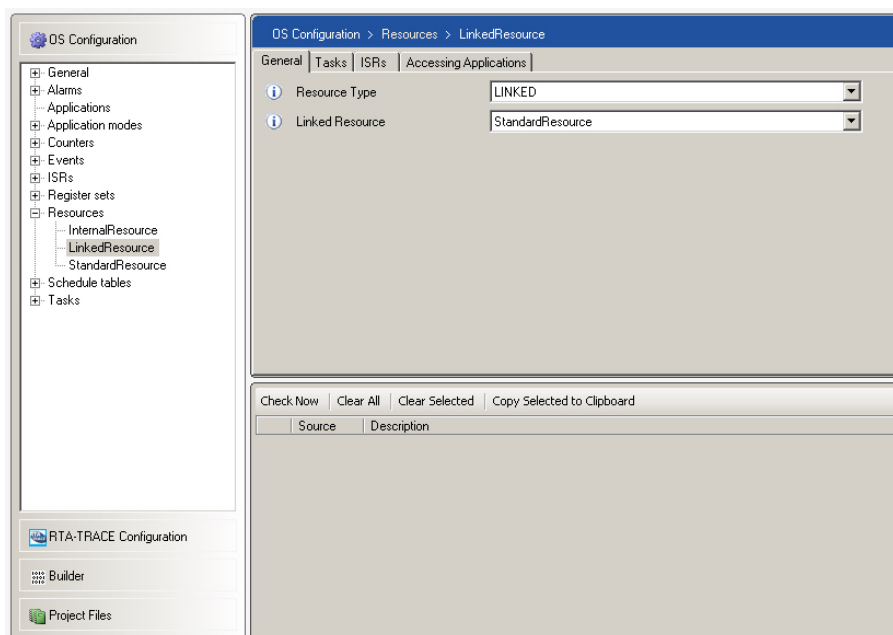 OS Configuration
General
Alarms
Applications
Application modes
Counters
Events
ISRs
Register sets
Resources
InternalResource
LinkedResource
StandardResource
Schedule tables
Tasks
RTA-TRACE Configuration
Builder
Project Files
OS Configuration > Resources > LinkedResource
General Tasks ISRs Accessing Applications
Resource Type LINKED
Linked Resource StandardResource
Check Now Clear All Clear Selected Copy Selected to Clipboard
Source Description